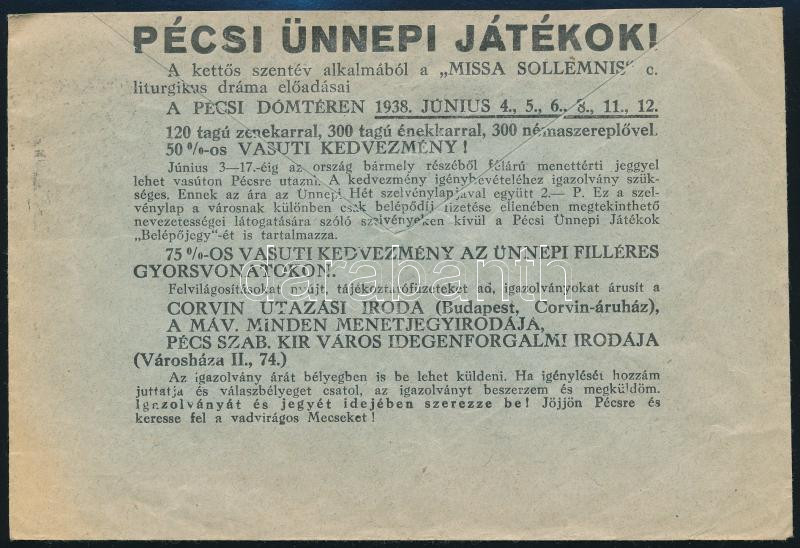 PÉCSI ÜNNEPI JÁTÉKOK!
A kettős szentév alkalmából a „MISSA SOLLEMNIS" c.
liturgikus dráma előadásai
A PÉCSI DÓMTÉREN 1938. JÚNIUS 4., 5., 6., 8., 11., 12.
120 tagú zenekarral, 300 tagú énekkarral, 300 némaszereplővel.
50%-os VASUTI KEDVEZMÉNY!
Június 3—17.-éig az ország bármely részéből félárú menettérti jeggyel
lehet vasúton Pécsre utazni. A kedvezmény igénybevételéhez igazolvány szük-
séges. Ennek az ára az Ünnepi Hét szelvénylapjával együtt 2.— P. Ez a szel-
vénylap a városnak különben csak belépődíj fizetése ellenében megtekinthető
nevezetességei látogatására szóló szelvényeken kívül a Pécsi Ünnepi Játékok
„Belépőjegy"-ét is tartalmazza.
75%-OS VASUTI KEDVEZMÉNY AZ ÜNNEPI FILLÉRES
GYORSVONATOKON!.
Felvilágosításokat nyújt, tájékoztatófüzeteket ad, igazolványokat árusít a
CORVIN UTAZÁSI IRODA (Budapest, Corvin-áruház),
A MÁV. MINDEN MENETJEGYIRODÁJA,
PÉCS SZAB. KIR VÁROS IDEGENFORGALMI IRODÁJA
(Városháza II., 74.)
Az igazolvány árát bélyegben is be lehet küldeni. Ha igénylését hozzám
juttatja és válaszbélyeget csatol, az igazolványt beszerzem és megküldöm.
Igazolványát és jegyét idejében szerezze be! Jöjjön Pécsre és
keresse fel a vadvirágos Mecseket!
darabanth